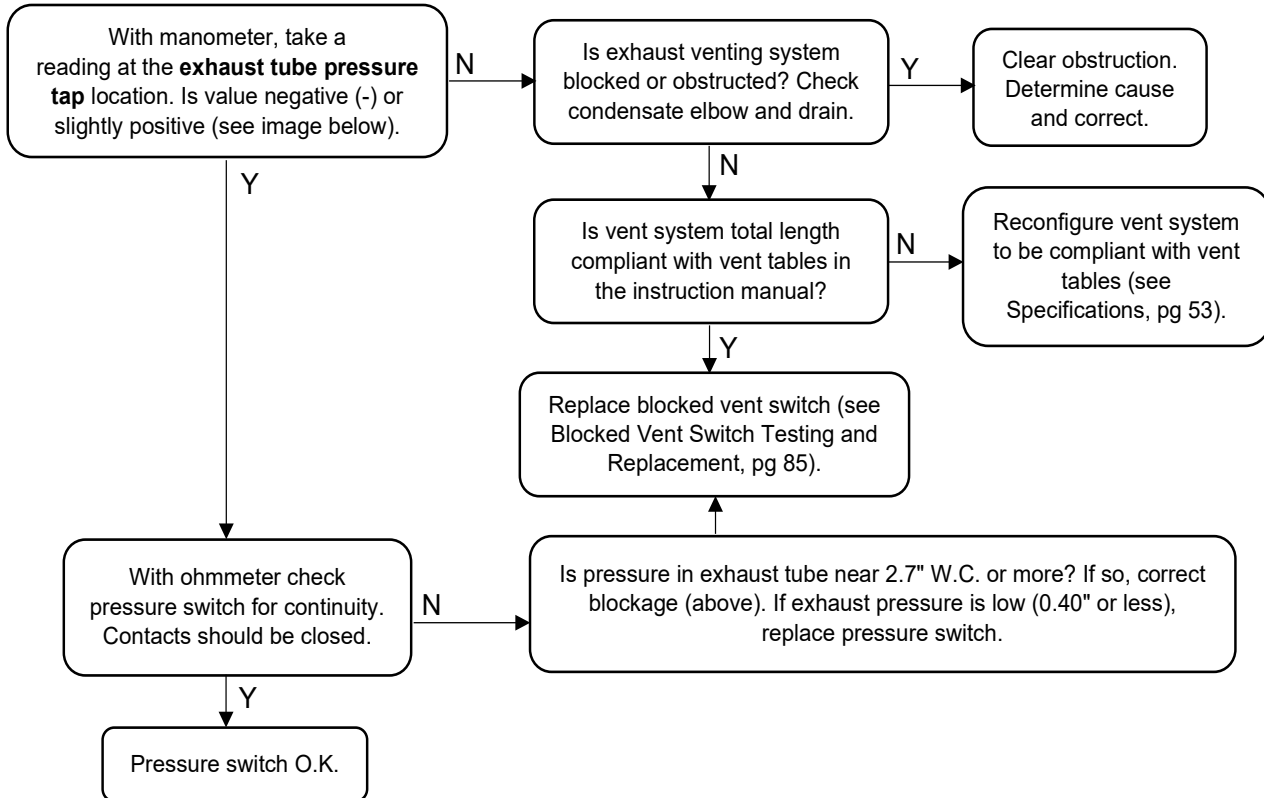 With manometer, take a
reading at the exhaust tube pressure
tap location. Is value negative (-) or
slightly positive (see image below).
N
Is exhaust venting system
blocked or obstructed? Check
condensate elbow and drain.
Y
Clear obstruction.
Determine cause
and correct.
Y
N
Is vent system total length
compliant with vent tables in
the instruction manual?
N
Reconfigure vent system
to be compliant with vent
tables (see
Specifications, pg 53).
Y
Replace blocked vent switch (see
Blocked Vent Switch Testing and
Replacement, pg 85).
With ohmmeter check
pressure switch for continuity.
Contacts should be closed.
N
Is pressure in exhaust tube near 2.7" W.C. or more? If so, correct
blockage (above). If exhaust pressure is low (0.40" or less),
replace pressure switch.
Y
Pressure switch O.K.